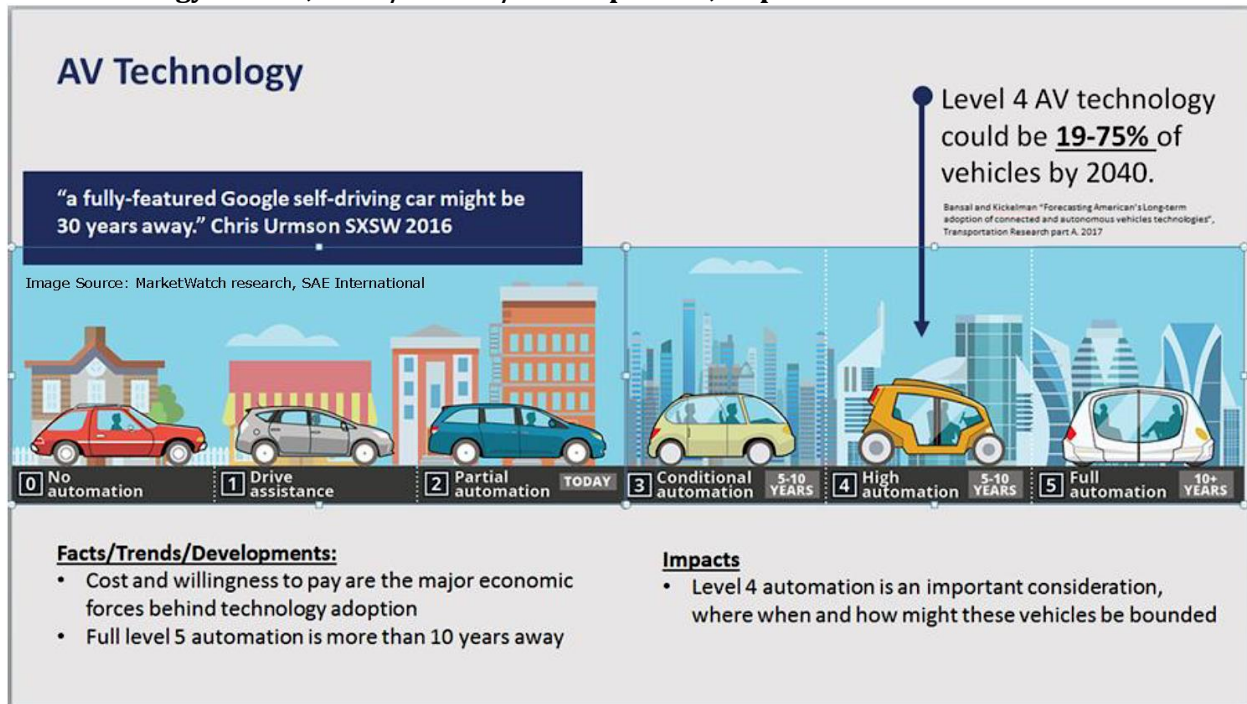 AV Technology
Level 4 AV technology
could be 19-75% of
vehicles by 2040.
Bansal and Kickelman "Forecasting American's Long-term
adoption of connected and autonomous vehicles technologies",
Transportation Research part A. 2017
"a fully-featured Google self-driving car might be
30 years away." Chris Urmson SXSW 2016
Image Source: MarketWatch research, SAE International
0 No
automation
1 Drive
assistance
2 Partial
automation
TODAY
3 Conditional
automation
5-10
YEARS
4 High
automation
5-10
YEARS
5 Full
automation
10+
YEARS
Facts/Trends/Developments:
• Cost and willingness to pay are the major economic
forces behind technology adoption
• Full level 5 automation is more than 10 years away
Impacts
• Level 4 automation is an important consideration,
where when and how might these vehicles be bounded